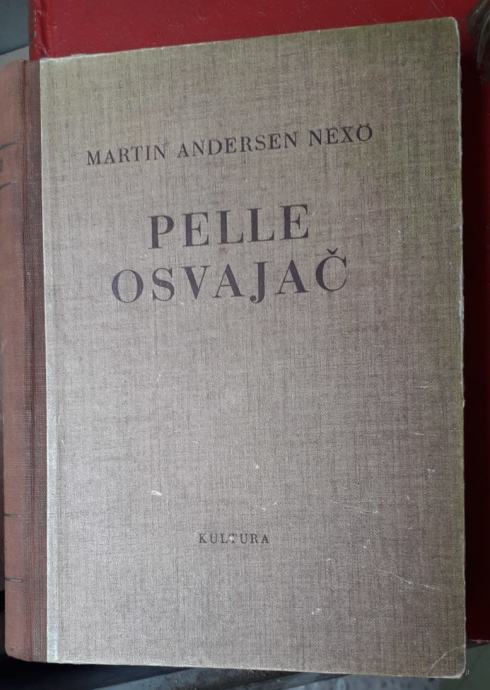 MARTIN ANDERSEN NEXÖ
PELLE
OSVAJAČ
KULTURA